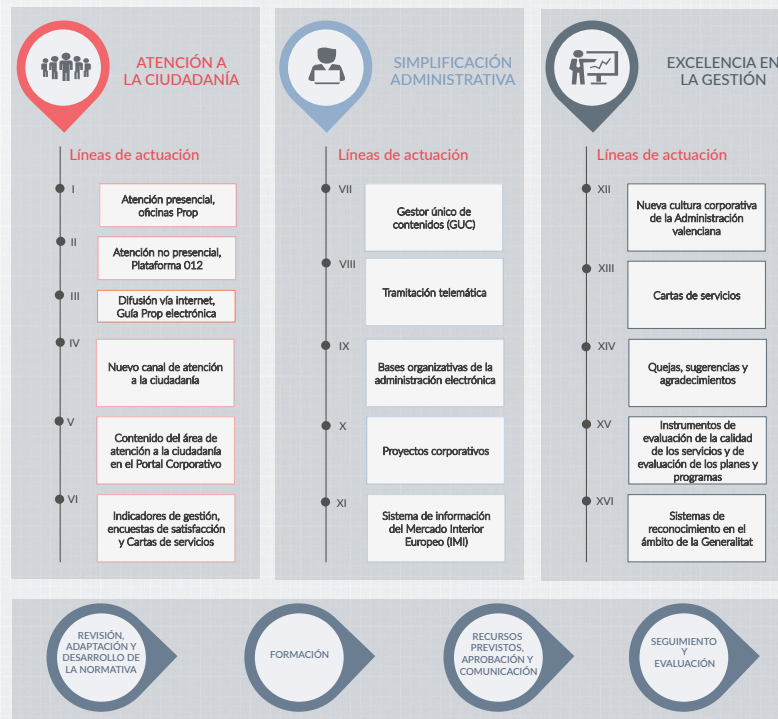 ATENCIÓN A
LA CIUDADANÍA
Líneas de actuación
I
Atención presencial,
oficinas Prop
II
Atención no presencial,
Plataforma 012
III
Difusión vía internet,
Guía Prop electrónica
IV
Nuevo canal de atención
a la ciudadanía
V
Contenido del área de
atención a la ciudadanía
en el Portal Corporativo
VI
Indicadores de gestión,
encuestas de satisfacción
y Cartas de servicios
SIMPLIFICACIÓN
ADMINISTRATIVA
Líneas de actuación
VII
Gestor único de
contenidos (GUC)
VIII
Tramitación telemática
IX
Bases organizativas de la
administración electrónica
X
Proyectos corporativos
XI
Sistema de información
del Mercado Interior
Europeo (IMI)
EXCELENCIA EN
LA GESTIÓN
Líneas de actuación
XII
Nueva cultura corporativa
de la Administración
valenciana
XIII
Cartas de servicios
XIV
Quejas, sugerencias y
agradecimientos
XV
Instrumentos de
evaluación de la calidad
de los servicios y de
evaluación de los planes y
programas
XVI
Sistemas de
reconocimiento en el
ámbito de la Generalitat
REVISIÓN,
ADAPTACIÓN Y
DESARROLLO DE
LA NORMATIVA
FORMACIÓN
RECURSOS
PREVISTOS,
APROBACIÓN Y
COMUNICACIÓN
SEGUIMIENTO
Y
EVALUACIÓN